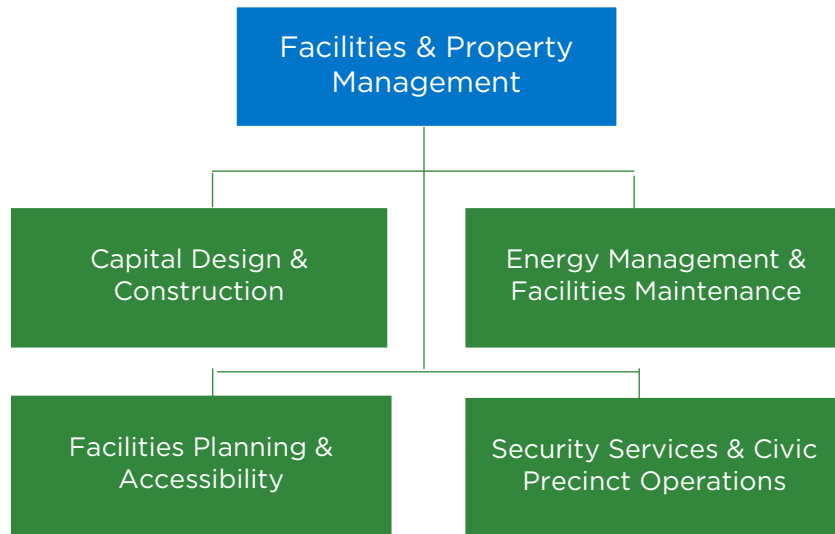 Facilities & Property
Management
Capital Design &
Construction
Energy Management &
Facilities Maintenance
Facilities Planning &
Accessibility
Security Services & Civic
Precinct Operations